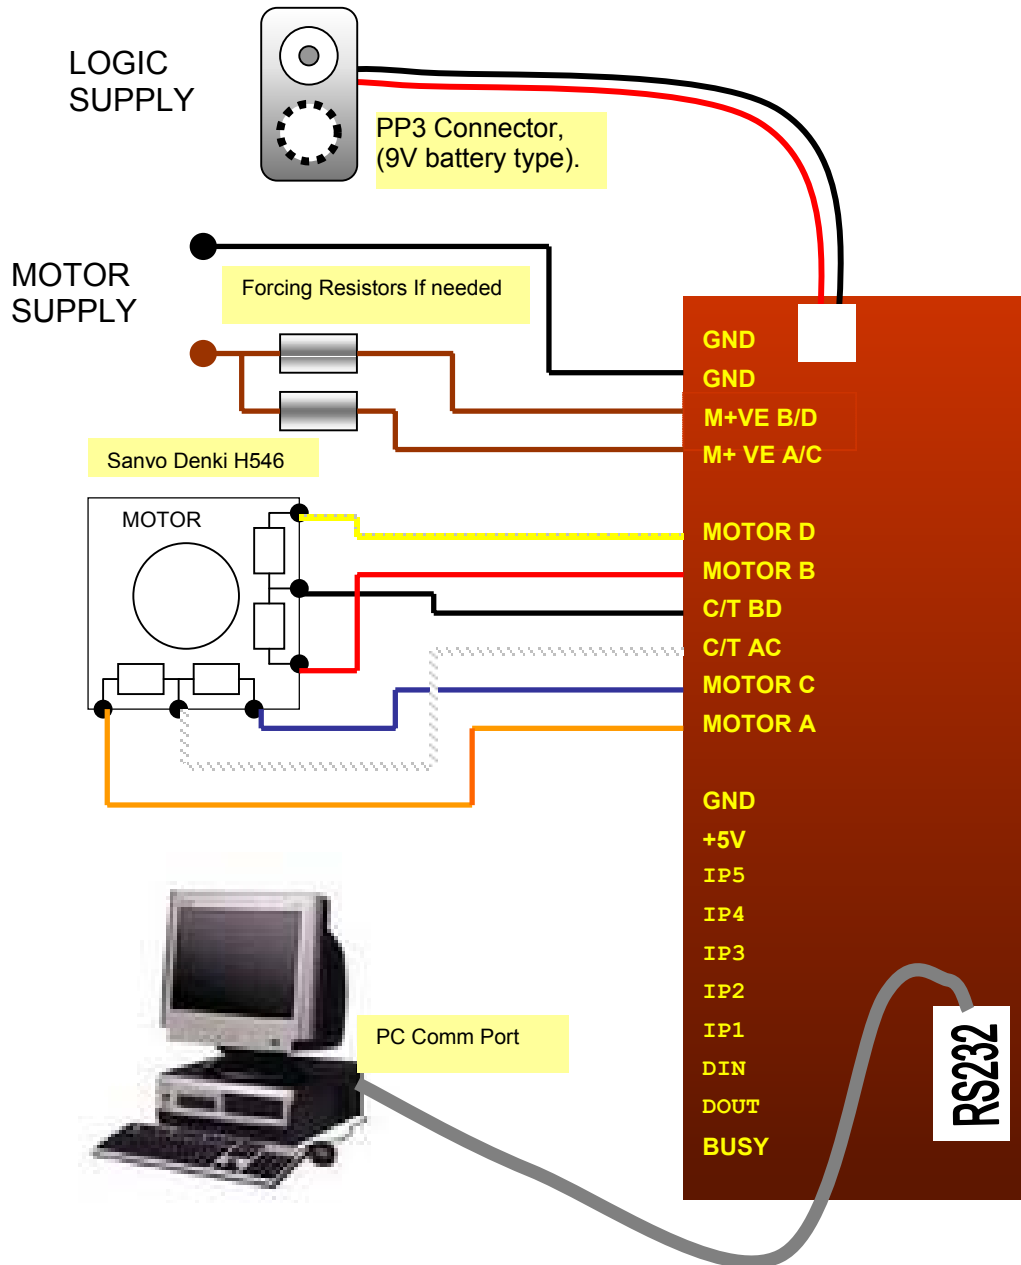 LOGIC
SUPPLY
PP3 Connector,
(9V battery type).
MOTOR
SUPPLY
Forcing Resistors If needed
GND
GND
M+VE B/D
M+ VE A/C
Sanvo Denki H546
MOTOR
MOTOR D
MOTOR B
C/T BD
C/T AC
MOTOR C
MOTOR A
GND
+5V
IP5
IP4
IP3
IP2
IP1
DIN
DOUT
BUSY
PC Comm Port
RS232